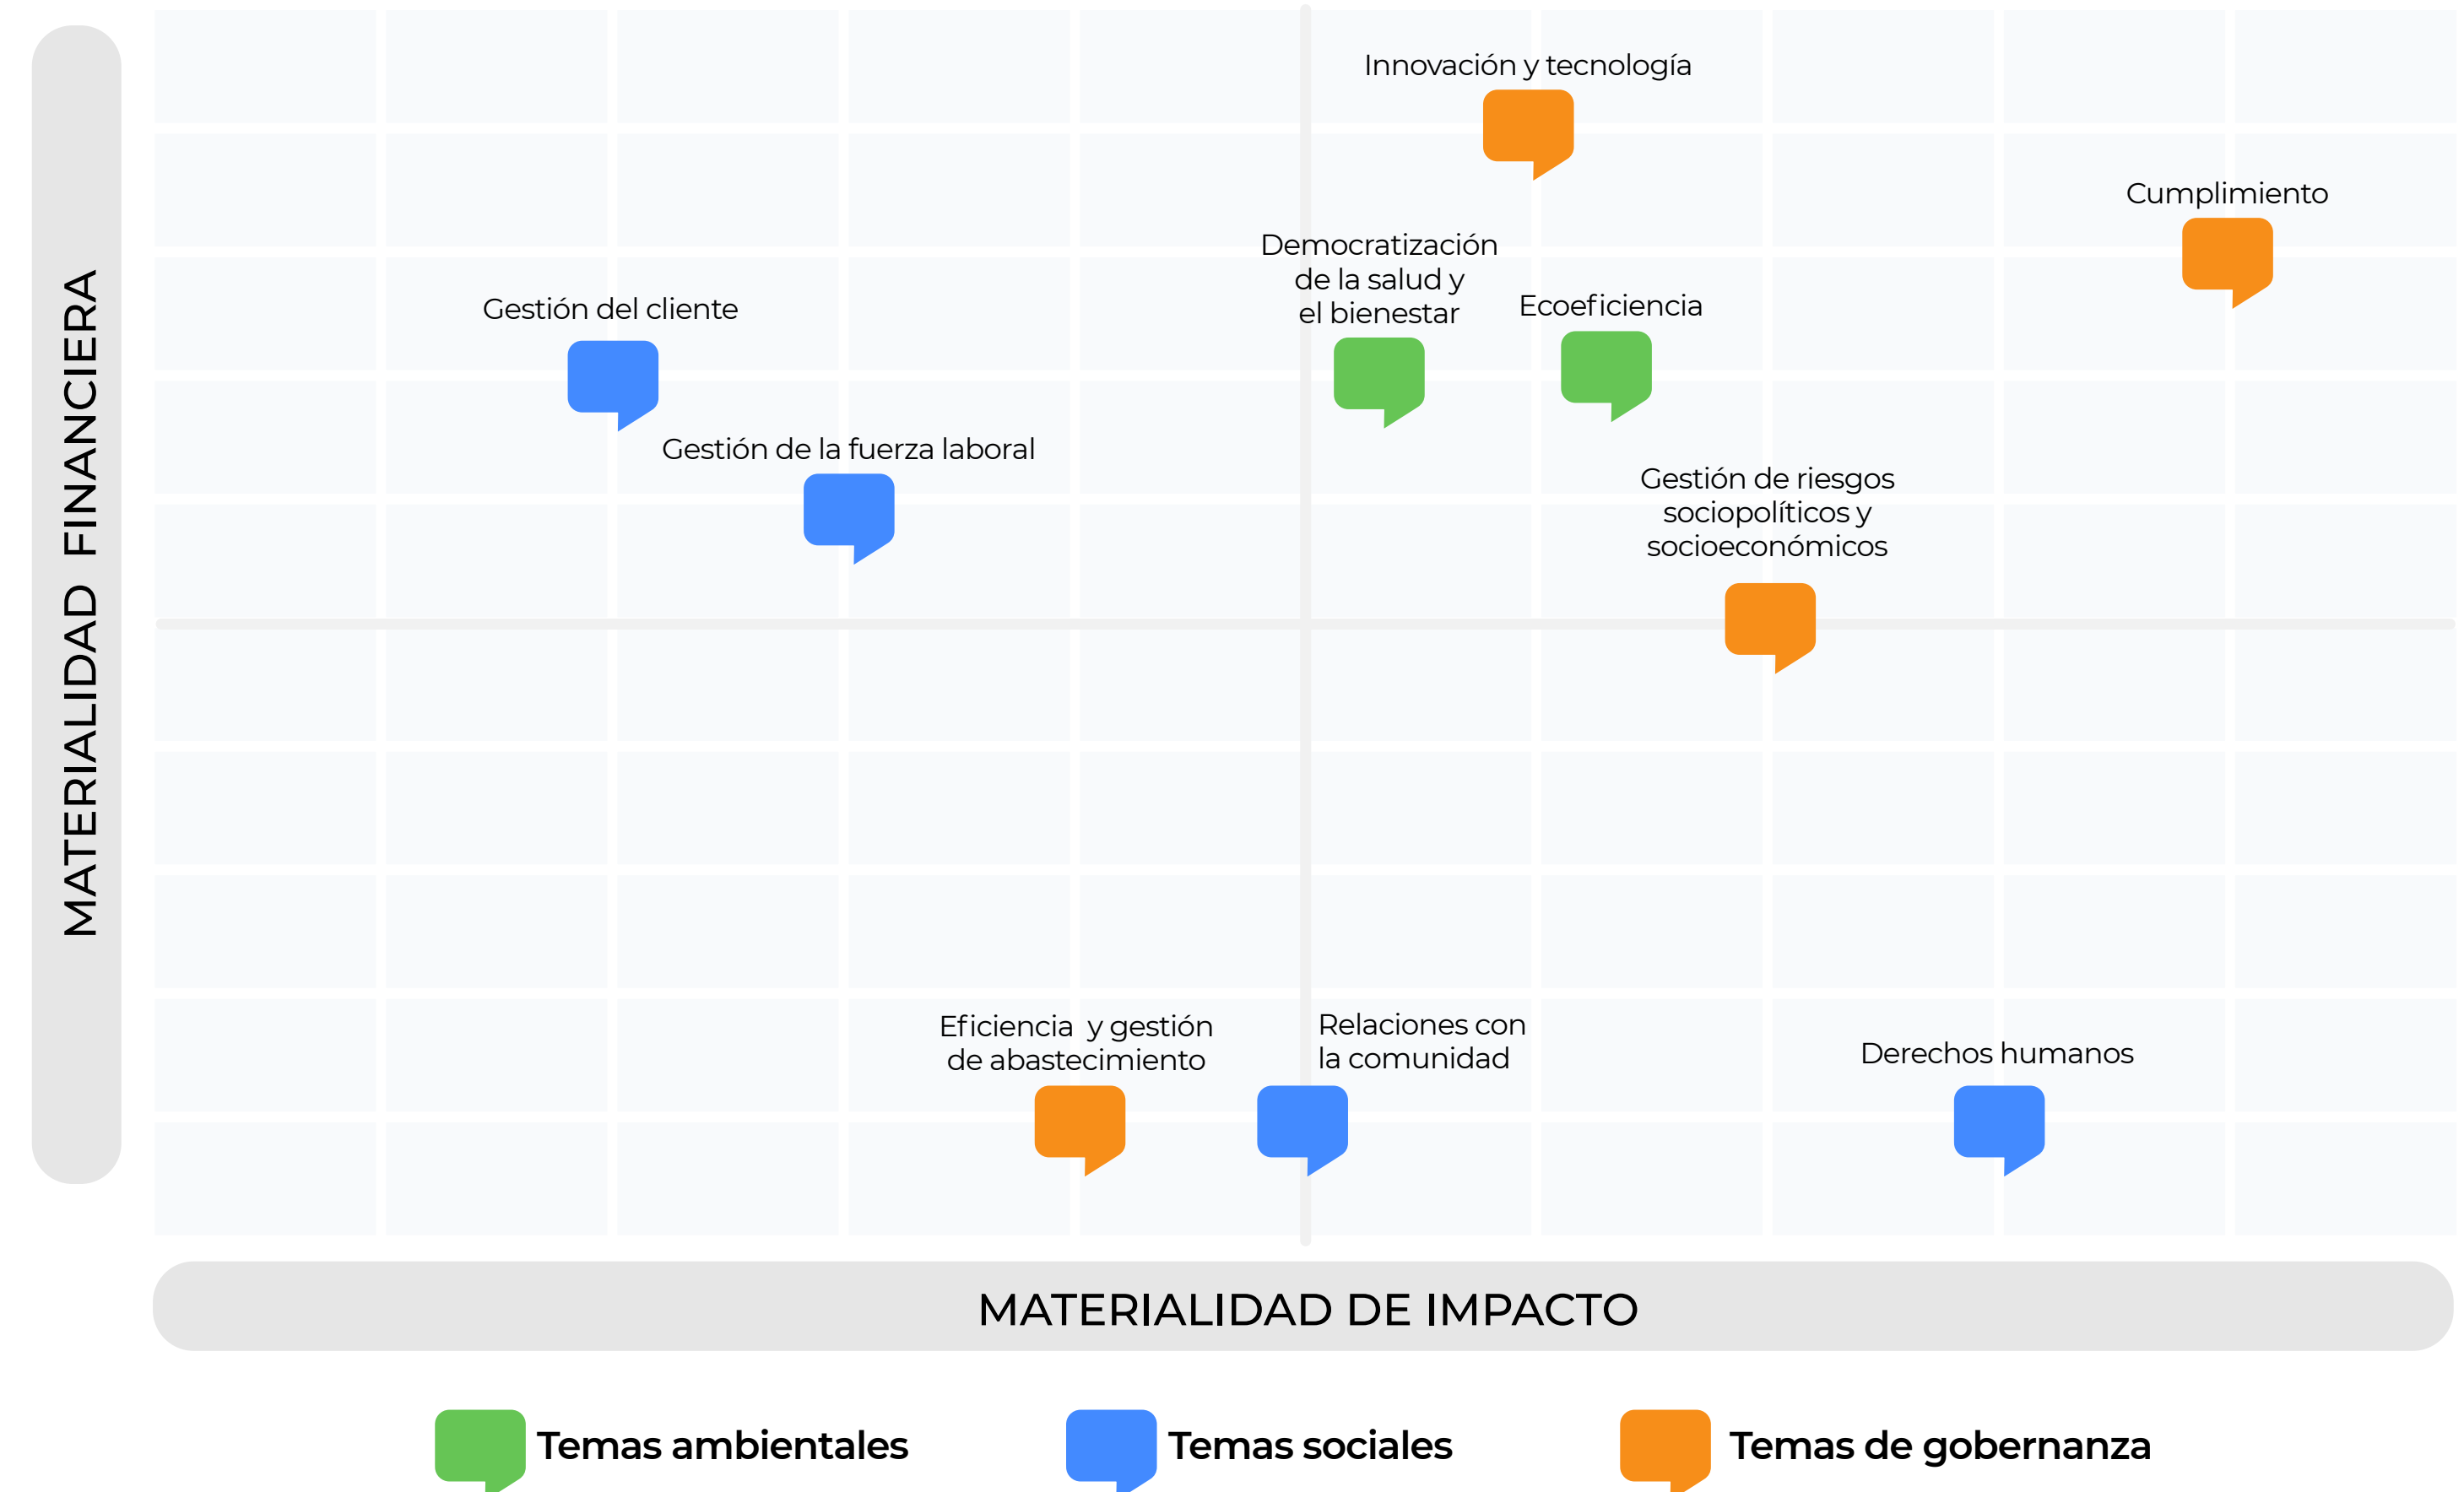 MATERIALIDAD FINANCIERA
Innovación y tecnología
Cumplimiento
Democratización
de la salud y
el bienestar
Ecoeficiencia
Gestión del cliente
Gestión de la fuerza laboral
Gestión de riesgos
sociopolíticos y
socioeconómicos
Eficiencia y gestión
de abastecimiento
Relaciones con
la comunidad
Derechos humanos
MATERIALIDAD DE IMPACTO
Temas ambientales
Temas sociales
Temas de gobernanza